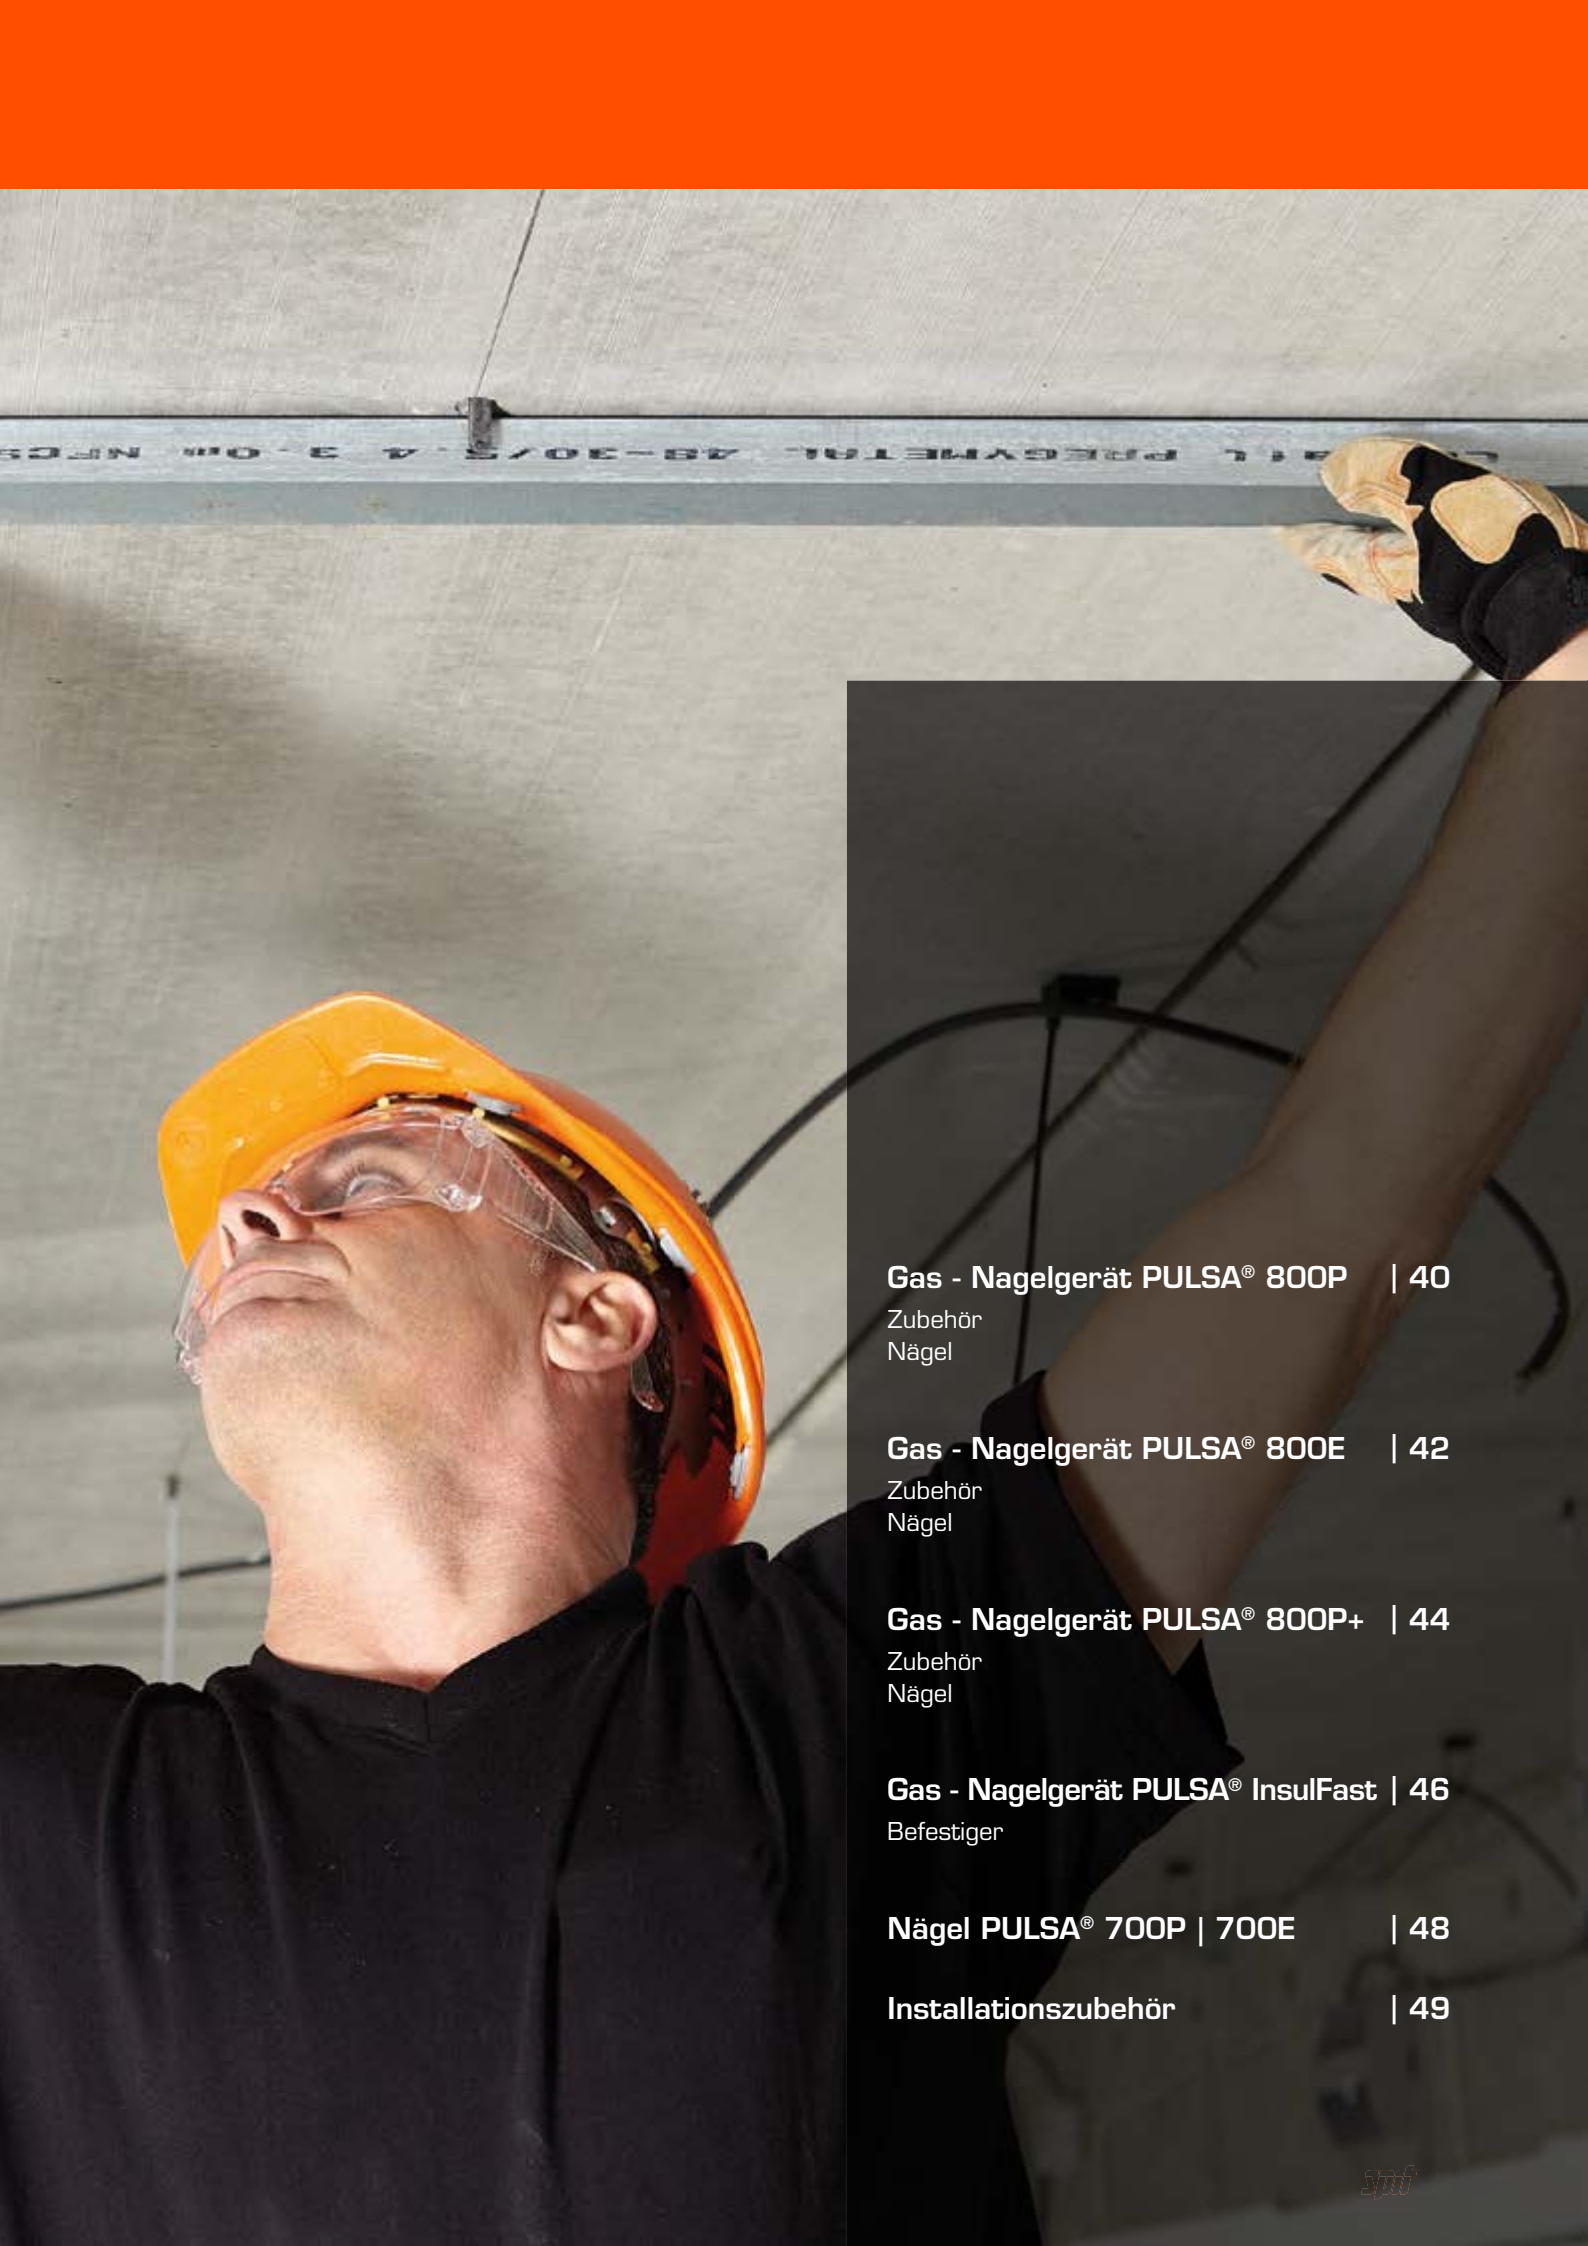 Gas - Nagelgerät PULSA® 800P | 40
Zubehör
Nägel
Gas - Nagelgerät PULSA® 800E | 42
Zubehör
Nägel
Gas - Nagelgerät PULSA® 800P+ | 44
Zubehör
Nägel
Gas - Nagelgerät PULSA® InsulFast | 46
Befestiger
Nägel PULSA® 700P | 700E | 48
Installationszubehör | 49
spit